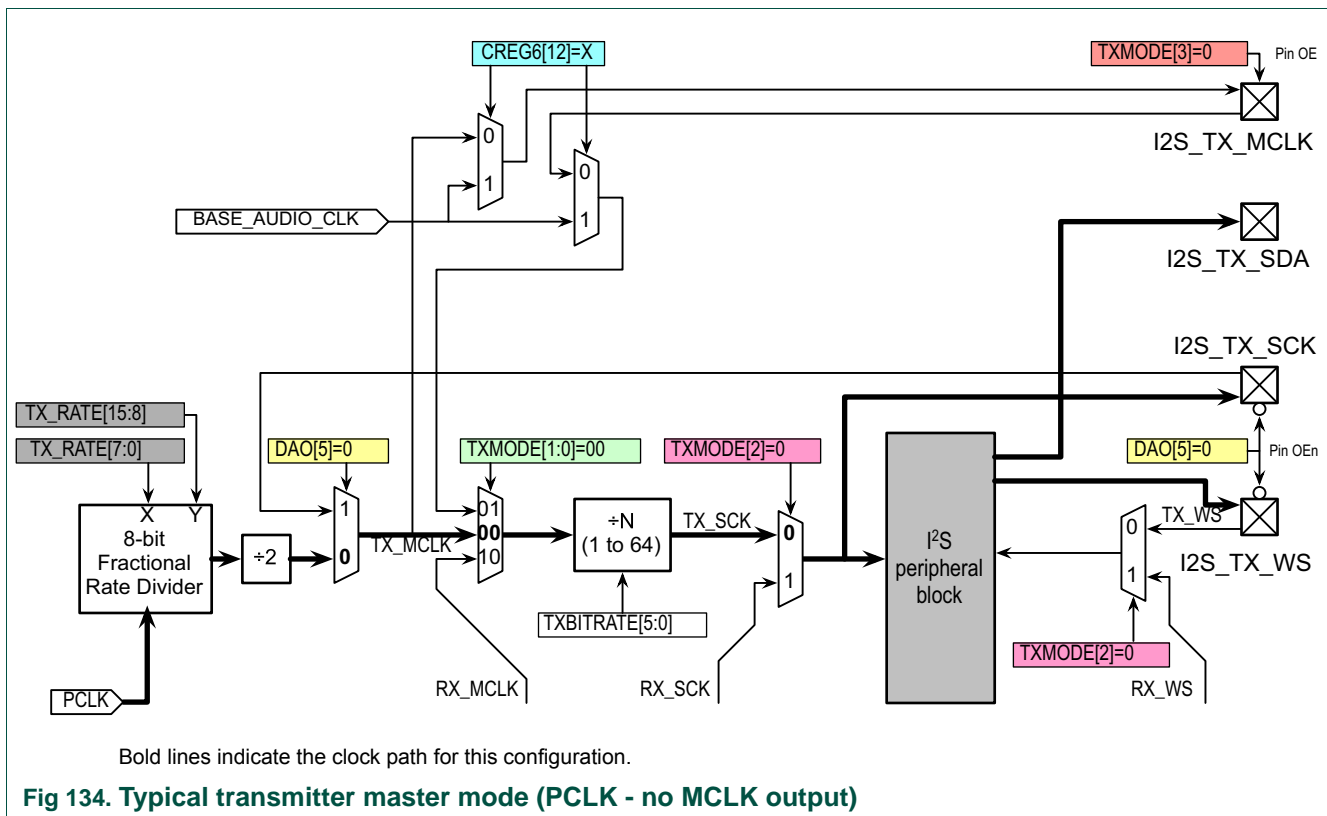 CREG6[12]=X
TXMODE[3]=0
Pin OE
0
1
0
1
I2S_TX_MCLK
BASE_AUDIO_CLK
I2S_TX_SDA
I2S_TX_SCK
TX_RATE[15:8]
TX_RATE[7:0]
DAO[5]=0
TXMODE[1:0]=00
TXMODE[2]=0
DAO[5]=0
Pin OEn
X Y
8-bit
Fractional
Rate Divider
÷2
1
0
TX_MCLK
01
00
10
÷N
(1 to 64)
TX_SCK
0
1
I²S
peripheral
block
0
1
TX_WS
I2S_TX_WS
TXBITRATE[5:0]
TXMODE[2]=0
PCLK
RX_MCLK
RX_SCK
RX_WS
Bold lines indicate the clock path for this configuration.
Fig 134. Typical transmitter master mode (PCLK - no MCLK output)